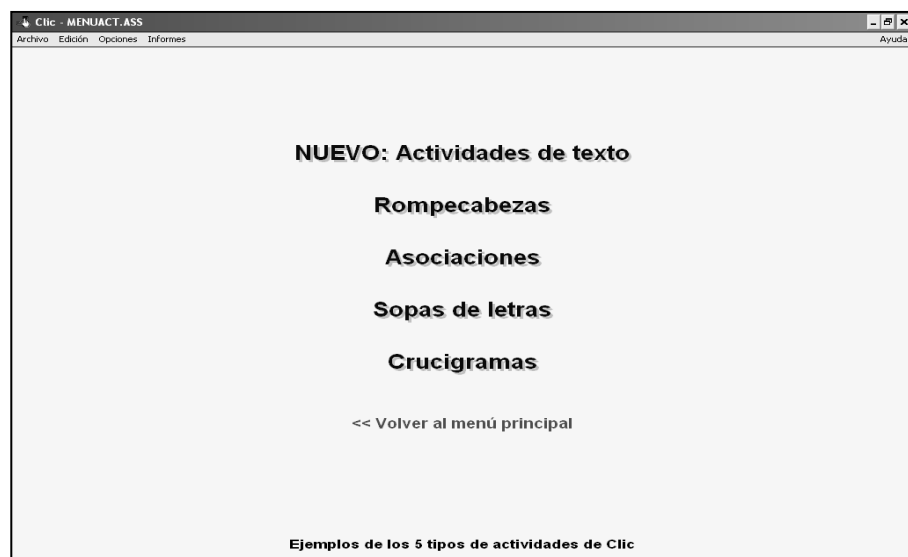 Clic - MENUACT.ASS
Archivo Edición Opciones Informes Ayuda
NUEVO: Actividades de texto
Rompecabezas
Asociaciones
Sopas de letras
Crucigramas
<< Volver al menú principal
Ejemplos de los 5 tipos de actividades de Clic